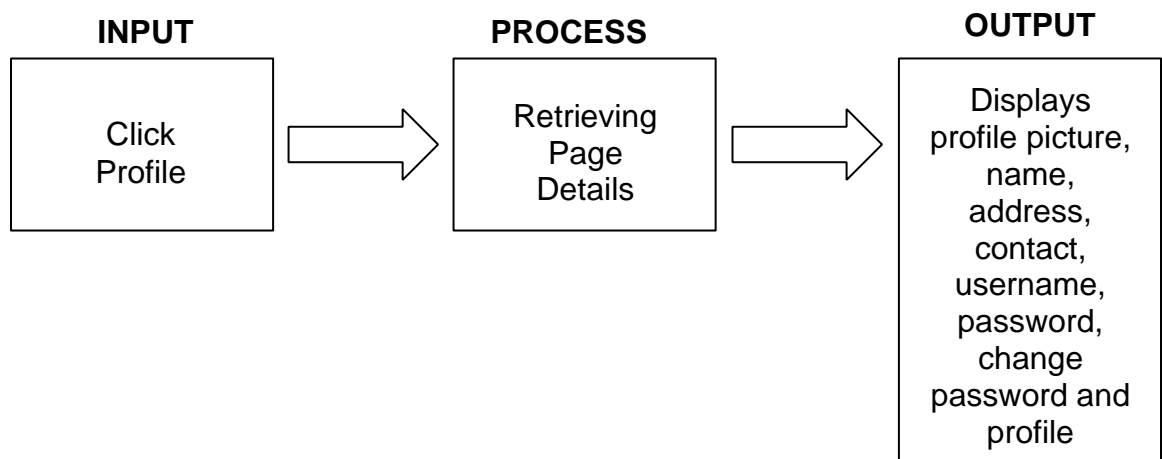 INPUT
Click
Profile
PROCESS
Retrieving
Page
Details
OUTPUT
Displays
profile picture,
name,
address,
contact,
username,
password,
change
password and
profile